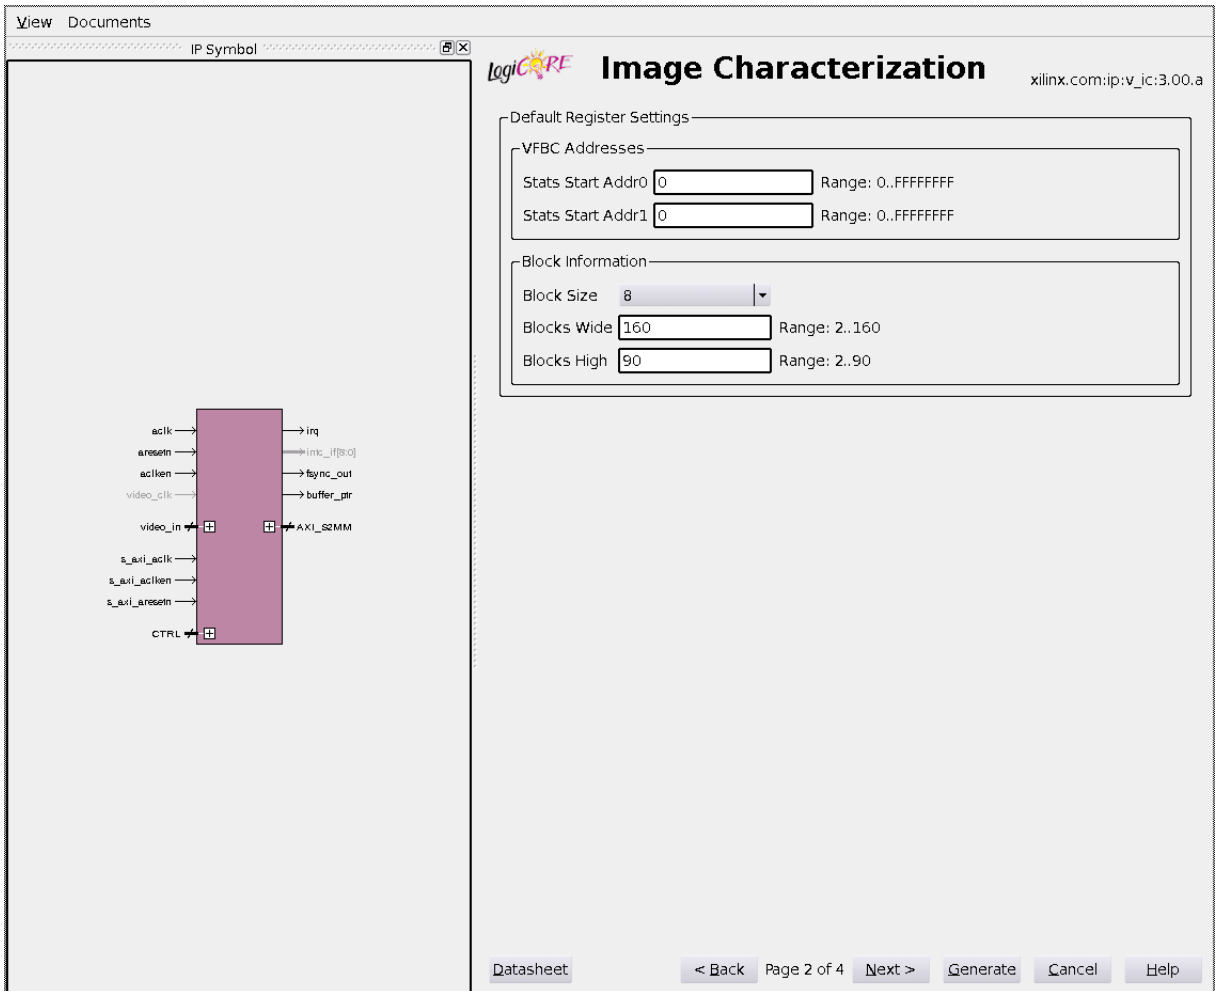 View Documents
IP Symbol
LogiCORE
Image Characterization
xilinx.com:ip:v_ic:3.00.a
Default Register Settings
VFBC Addresses
Stats Start Addr0 0 Range: 0..FFFFFFFF
Stats Start Addr1 0 Range: 0..FFFFFFFF
Block Information
Block Size 8
Blocks Wide 160 Range: 2..160
Blocks High 90 Range: 2..90
aclk irq
aresetn intc_if[8:0]
aclken fsync_out
video_clk buffer_ptr
video_in AXI_S2MM
s_axi_aclk
s_axi_aclken
s_axi_aresetn
CTRL
Datasheet < Back Page 2 of 4 Next > Generate Cancel Help